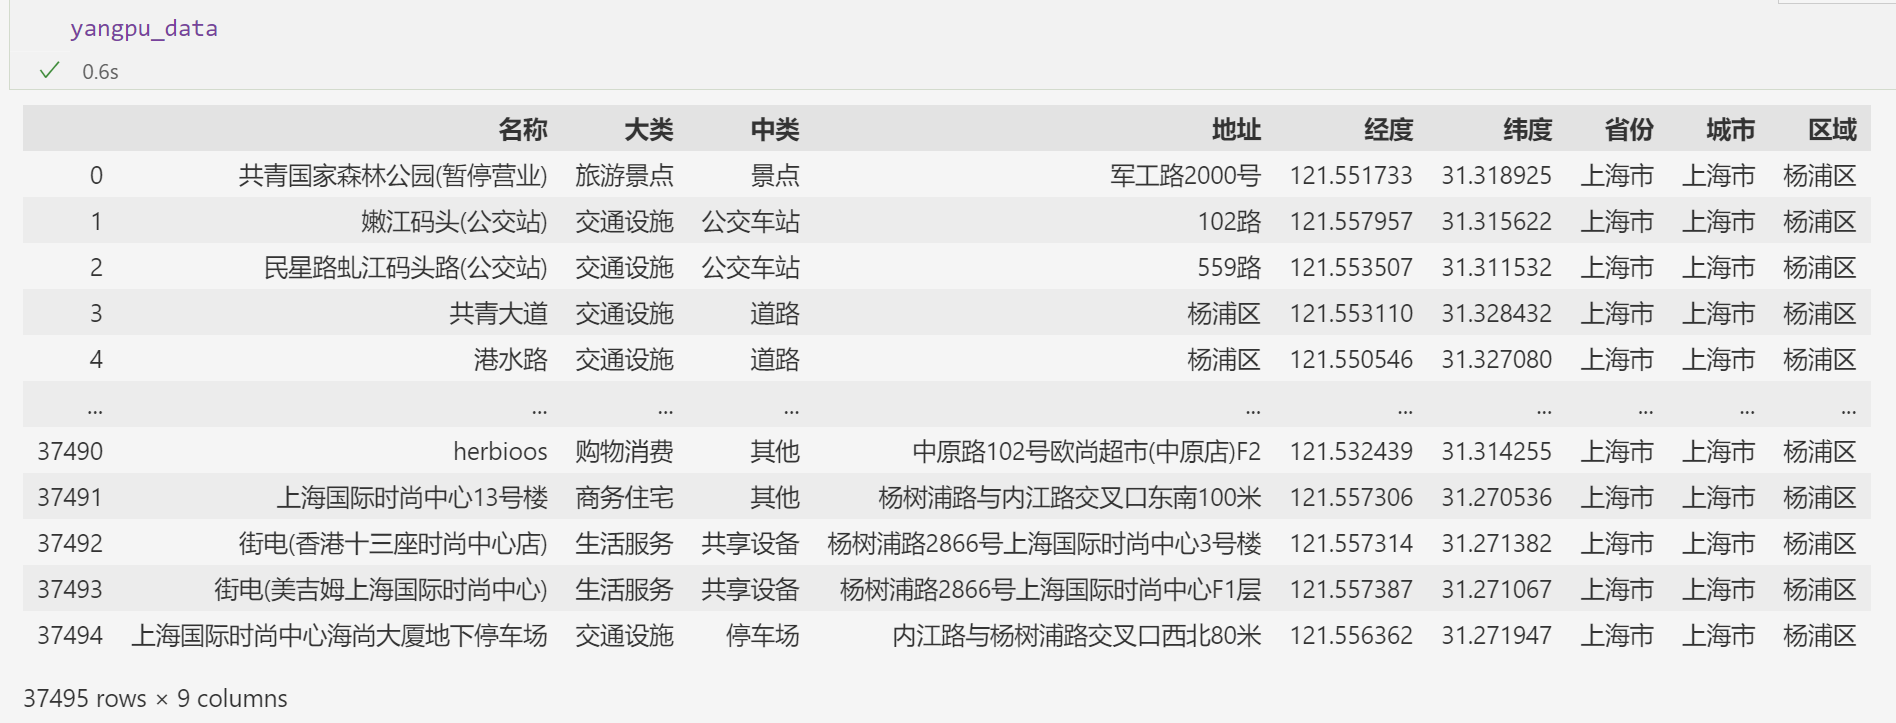 yangpu_data
0.6s
名称 大类 中类 地址 经度 纬度 省份 城市 区域
0 共青国家森林公园(暂停营业) 旅游景点 景点 军工路2000号 121.551733 31.318925 上海市 上海市 杨浦区
1 嫩江码头(公交站) 交通设施 公交车站 102路 121.557957 31.315622 上海市 上海市 杨浦区
2 民星路虬江码头路(公交站) 交通设施 公交车站 559路 121.553507 31.311532 上海市 上海市 杨浦区
3 共青大道 交通设施 道路 杨浦区 121.553110 31.328432 上海市 上海市 杨浦区
4 港水路 交通设施 道路 杨浦区 121.550546 31.327080 上海市 上海市 杨浦区
... ... ... ... ... ... ... ... ... ...
37490 herbioos 购物消费 其他 中原路102号欧尚超市(中原店)F2 121.532439 31.314255 上海市 上海市 杨浦区
37491 上海国际时尚中心13号楼 商务住宅 其他 杨树浦路与内江路交叉口东南100米 121.557306 31.270536 上海市 上海市 杨浦区
37492 街电(香港十三座时尚中心店) 生活服务 共享设备 杨树浦路2866号上海国际时尚中心3号楼 121.557314 31.271382 上海市 上海市 杨浦区
37493 街电(美吉姆上海国际时尚中心) 生活服务 共享设备 杨树浦路2866号上海国际时尚中心F1层 121.557387 31.271067 上海市 上海市 杨浦区
37494 上海国际时尚中心海尚大厦地下停车场 交通设施 停车场 内江路与杨树浦路交叉口西北80米 121.556362 31.271947 上海市 上海市 杨浦区
37495 rows × 9 columns